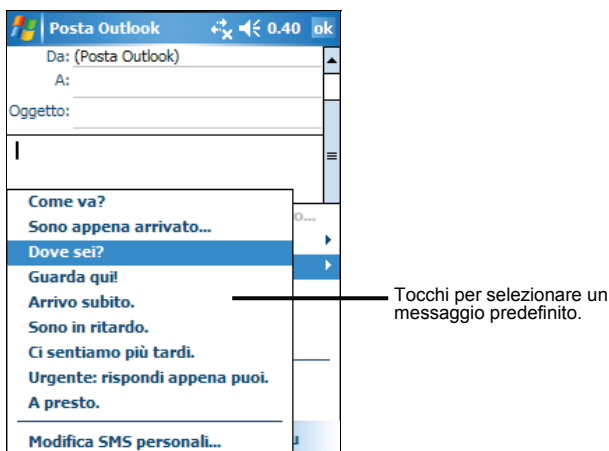 Posta Outlook 0.40 ok
Da: (Posta Outlook)
A:
Oggetto:
Come va?
Sono appena arrivato...
Dove sei?
Guarda qui!
Arrivo subito.
Sono in ritardo.
Ci sentiamo più tardi.
Urgente: rispondi appena puoi.
A presto.
Modifica SMS personali...
Tocchi per selezionare un
messaggio predefinito.